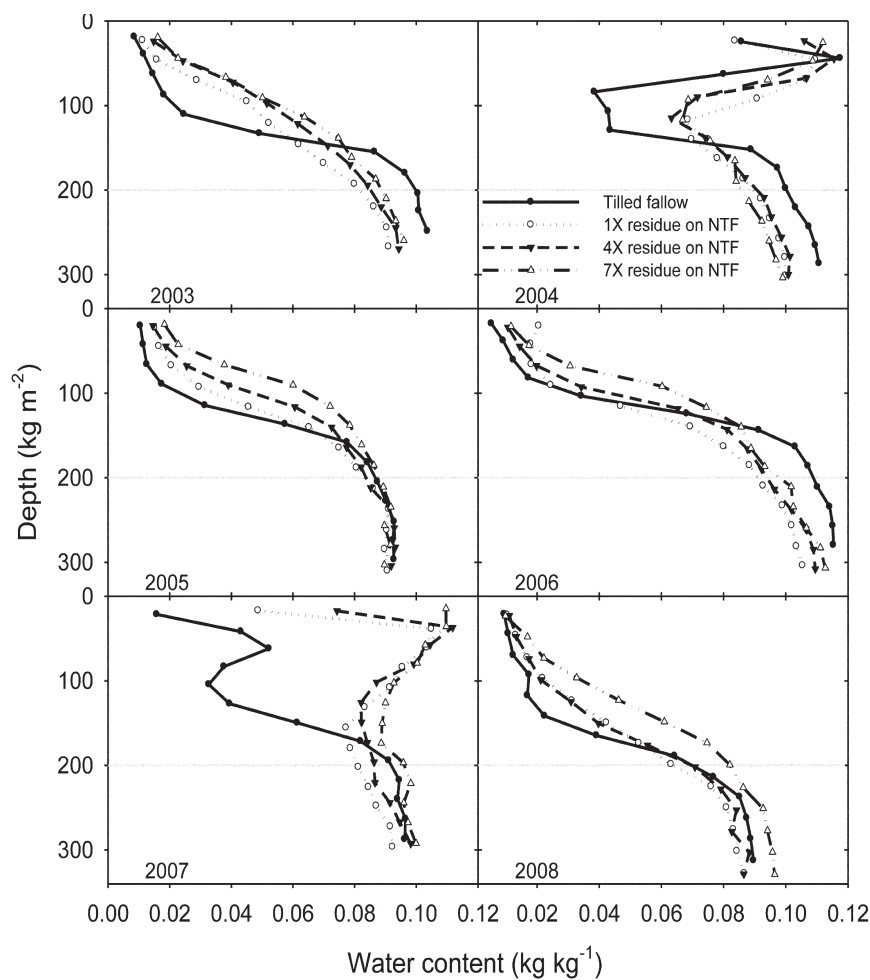 0
100
200
300
2003
2004
Tilled fallow
1X residue on NTF
4X residue on NTF
7X residue on NTF
0
100
200
300
2005
2006
Depth (kg m-2)
0
100
200
300
2007
2008
0.00 0.02 0.04 0.06 0.08 0.10 0.12 0.02 0.04 0.06 0.08 0.10 0.12
Water content (kg kg-1)